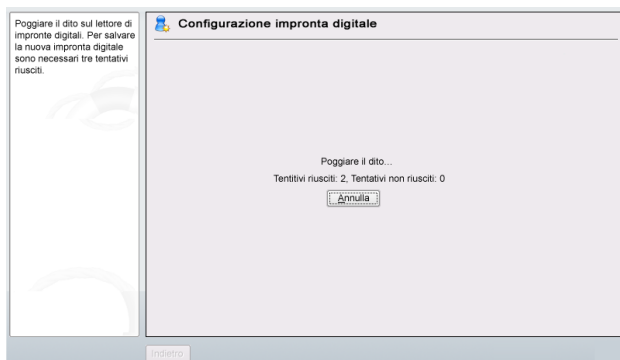 Poggiare il dito sul lettore di
impronte digitali. Per salvare
la nuova impronta digitale
sono necessari tre tentativi
riusciti.
Configurazione impronta digitale
Poggiare il dito...
Tentitivi riusciti: 2, Tentativi non riusciti: 0
Annulla
Indietro